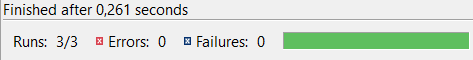 Finished after 0,261 seconds
Runs: 3/3 Errors: 0 Failures: 0